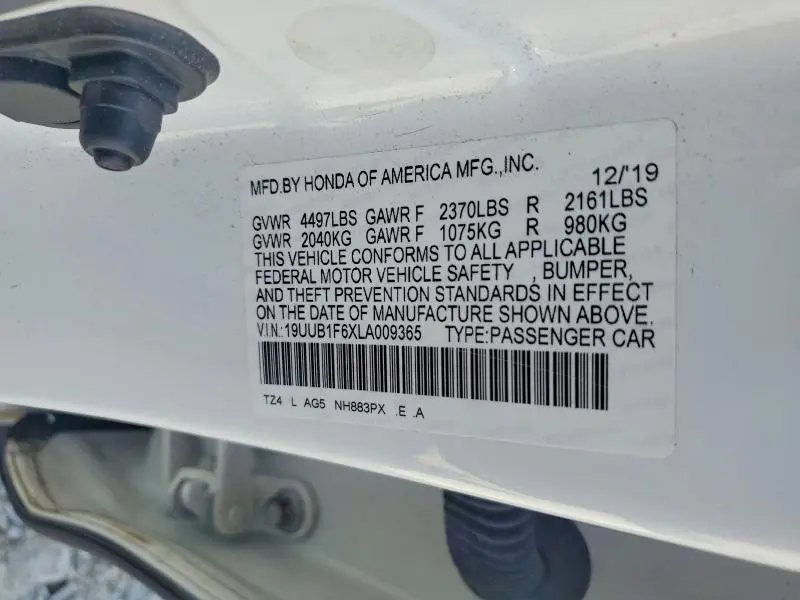 MFD.BY HONDA OF AMERICA MFG.,INC. 12/'19
GVWR 4497LBS GAWR F 2370LBS R 2161LBS
GVWR 2040KG GAWR F 1075KG R 980KG
THIS VEHICLE CONFORMS TO ALL APPLICABLE
FEDERAL MOTOR VEHICLE SAFETY , BUMPER,
AND THEFT PREVENTION STANDARDS IN EFFECT
ON THE DATE OF MANUFACTURE SHOWN ABOVE.
V.I.N.:19UUB1F6XLA009365 TYPE:PASSENGER CAR
TZ4 L AG5 NH883PX .E .A